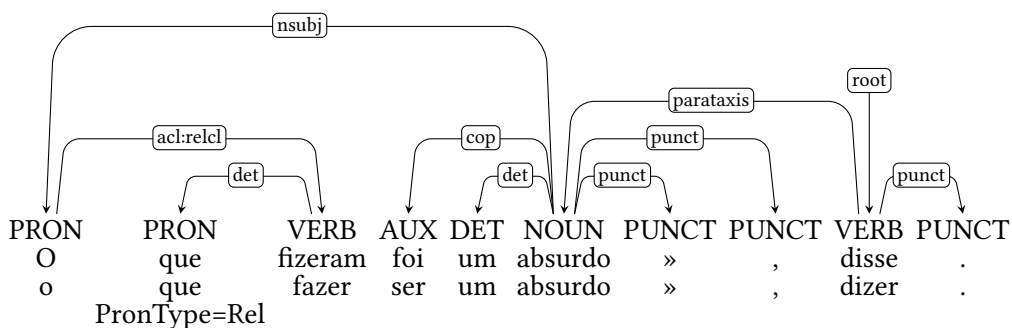 nsubj
root
parataxis
acl:relcl cop punct
det det punct punct
PRON PRON VERB AUX DET NOUN PUNCT PUNCT VERB PUNCT
O que fizeram foi um absurdo » , disse .
o que fazer ser um absurdo » , dizer .
PronType=Rel